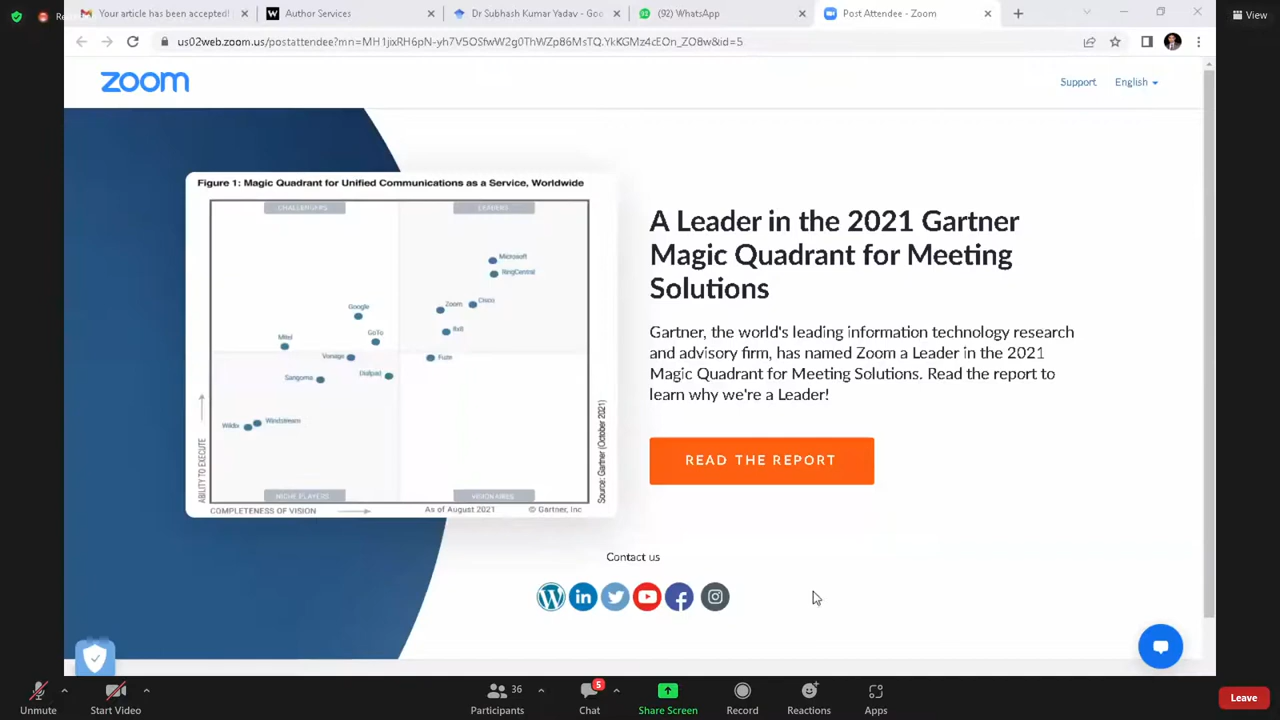 Your article has been accepted!
Author Services
Dr Subhash Kumar Yadav - Goo
(92) WhatsApp
Post Attendee - Zoom
View
us02web.zoom.us/postattendee?mn=MH1jixRH6pN-yh7V5OSfwW2g0ThWZp86MsTQ.YkKGMz4cEOn_ZO8w&id=5
zoom
Support
English
Figure 1: Magic Quadrant for Unified Communications as a Service, Worldwide
CHALLENGERS
LEADERS
Microsoft
RingCentral
Zoom
Cisco
Google
8x8
GoTo
Mitel
Vonage
Fuze
Sangoma
Dialpad
Wildix
Windstream
ABILITY TO EXECUTE
Source: Gartner (October 2021)
NICHE PLAYERS
VISIONARIES
COMPLETENESS OF VISION
As of August 2021
© Gartner, Inc
A Leader in the 2021 Gartner
Magic Quadrant for Meeting
Solutions
Gartner, the world's leading information technology research
and advisory firm, has named Zoom a Leader in the 2021
Magic Quadrant for Meeting Solutions. Read the report to
learn why we're a Leader!
READ THE REPORT
Contact us
Unmute
Start Video
36
Participants
5
Chat
Share Screen
Record
Reactions
Apps
Leave